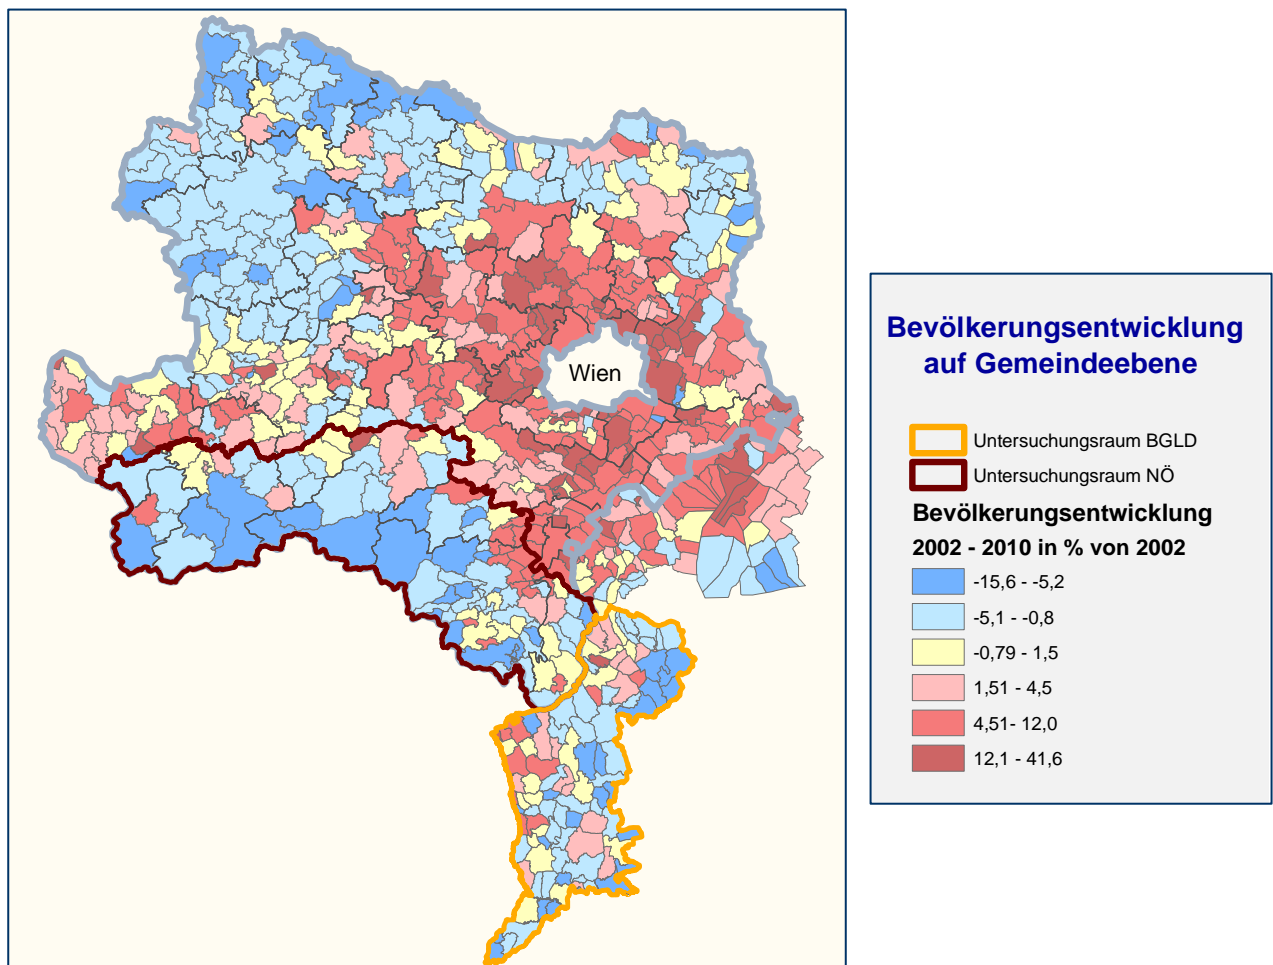 Wien
Bevölkerungsentwicklung
auf Gemeindeebene
Untersuchungsraum BGLD
Untersuchungsraum NÖ
Bevölkerungsentwicklung
2002 - 2010 in % von 2002
-15,6 - -5,2
-5,1 - -0,8
-0,79 - 1,5
1,51 - 4,5
4,51- 12,0
12,1 - 41,6